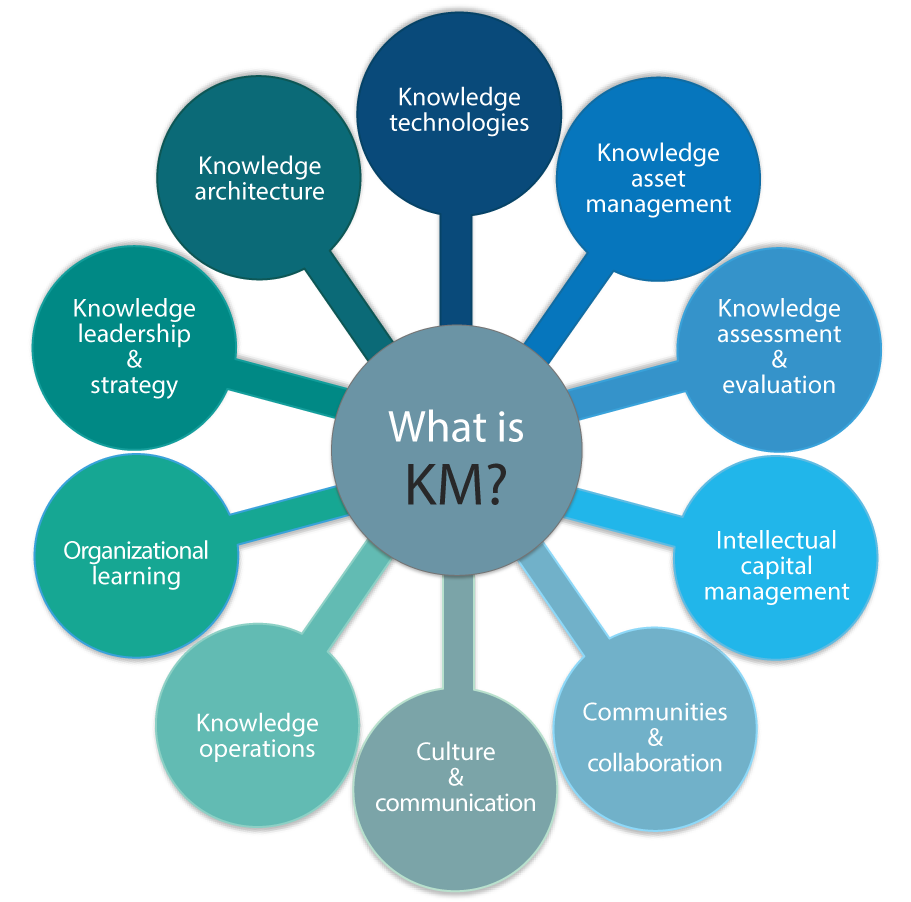 Knowledge
technologies
Knowledge
asset
management
Knowledge
assessment
&
evaluation
Intellectual
capital
management
Communities
&
collaboration
Culture
&
communication
Knowledge
operations
Organizational
learning
Knowledge
leadership
&
strategy
Knowledge
architecture
What is
KM?